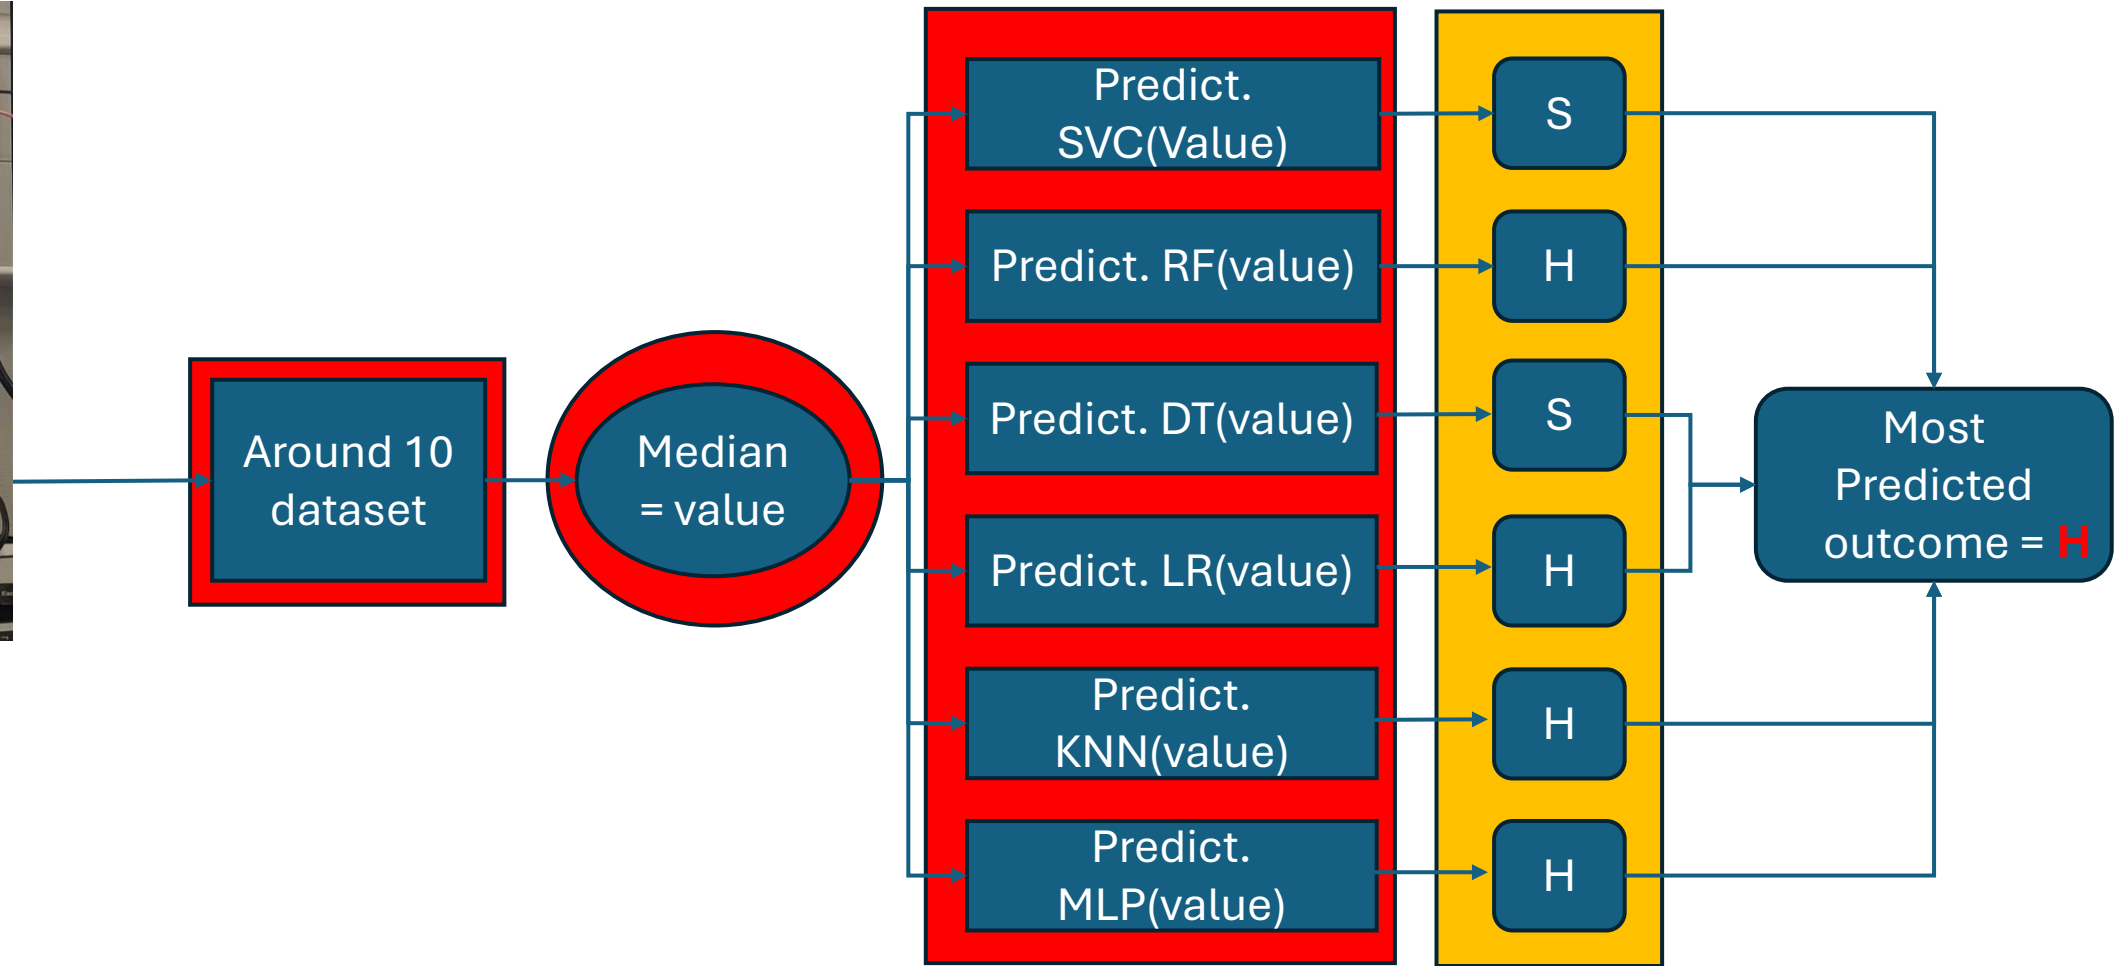 Around 10
dataset
Median
= value
Predict.
SVC(Value)
Predict. RF(value)
Predict. DT(value)
Predict. LR(value)
Predict.
KNN(value)
Predict.
MLP(value)
S
H
S
H
H
H
Most
Predicted
outcome = H